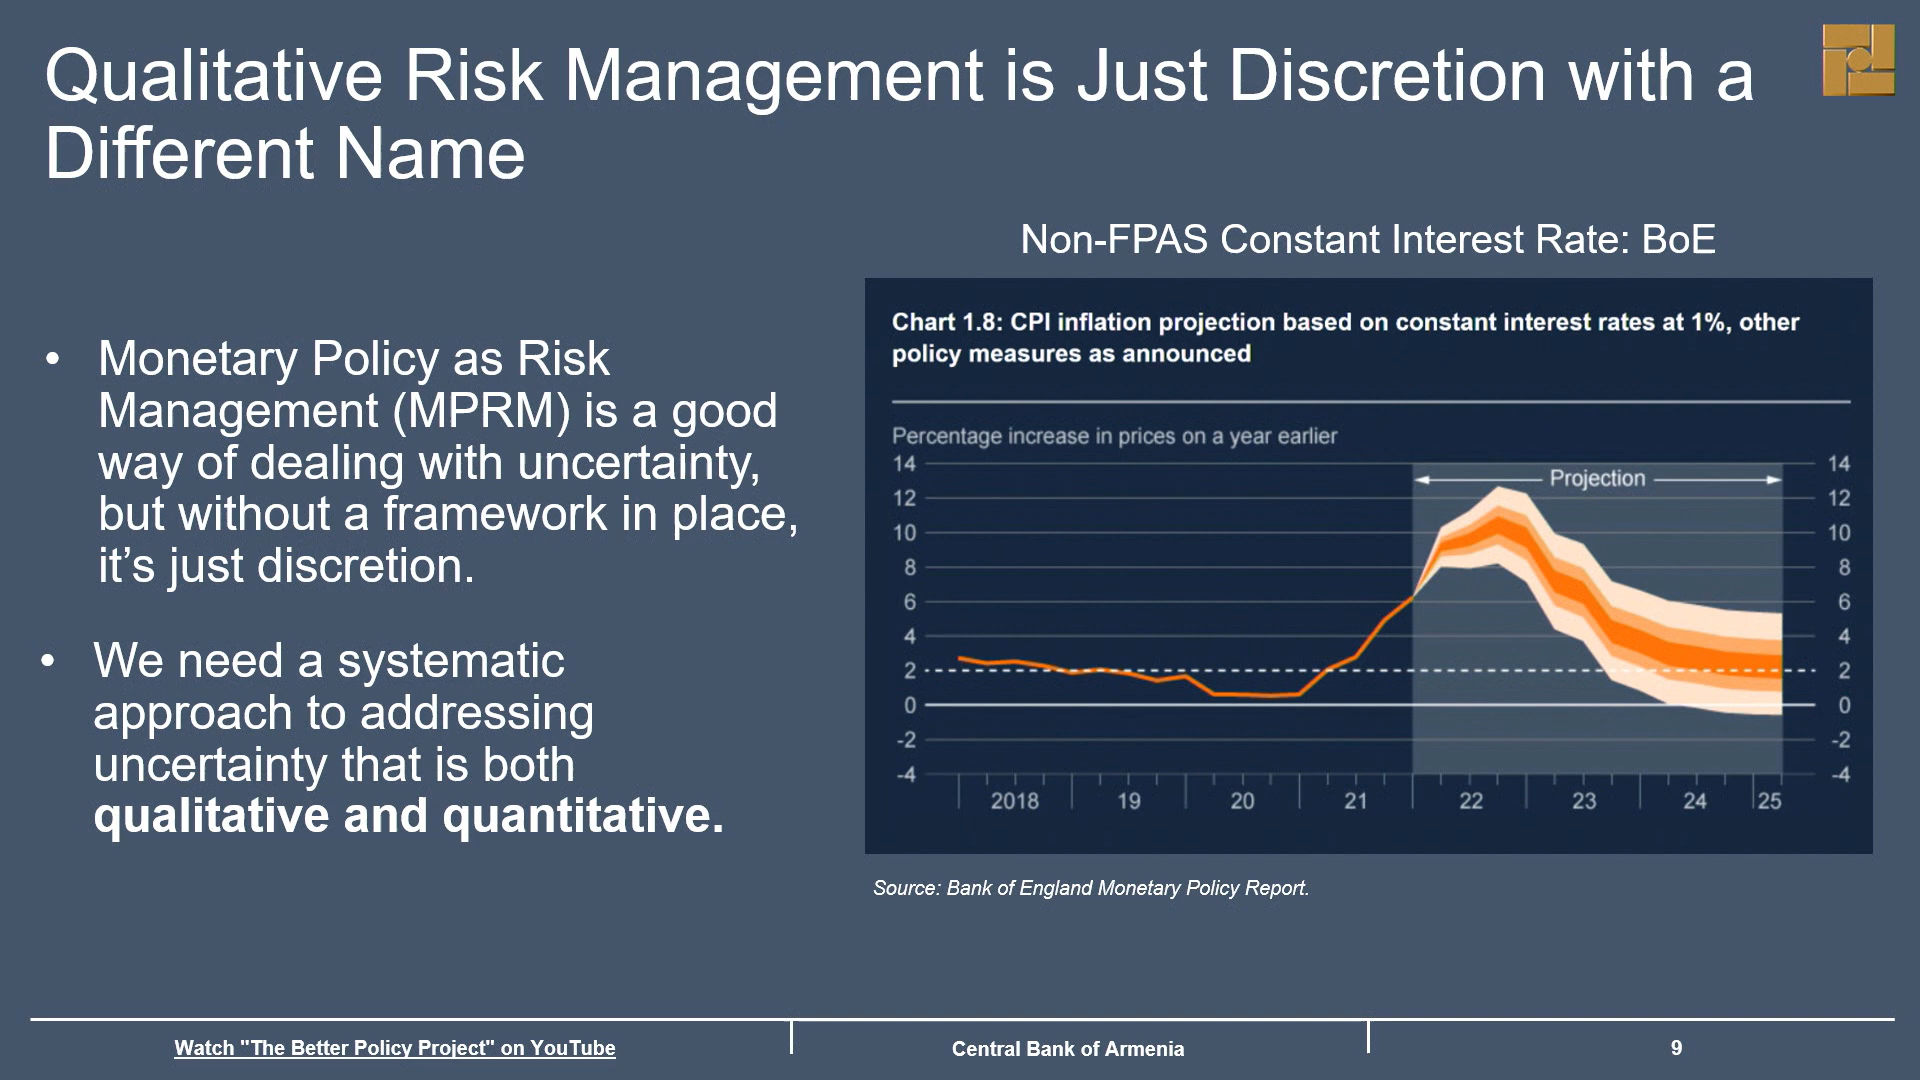 Qualitative Risk Management is Just Discretion with a
Different Name
Non-FPAS Constant Interest Rate: BoE
• Monetary Policy as Risk
Management (MPRM) is a good
way of dealing with uncertainty,
but without a framework in place,
it’s just discretion.
• We need a systematic
approach to addressing
uncertainty that is both
qualitative and quantitative.
Chart 1.8: CPI inflation projection based on constant interest rates at 1%, other
policy measures as announced
Percentage increase in prices on a year earlier
14 14
Projection
12 12
10 10
8 8
6 6
4 4
2 2
0 0
-2 -2
-4 -4
2018 19 20 21 22 23 24 25
Source: Bank of England Monetary Policy Report.
Watch "The Better Policy Project" on YouTube
Central Bank of Armenia
9